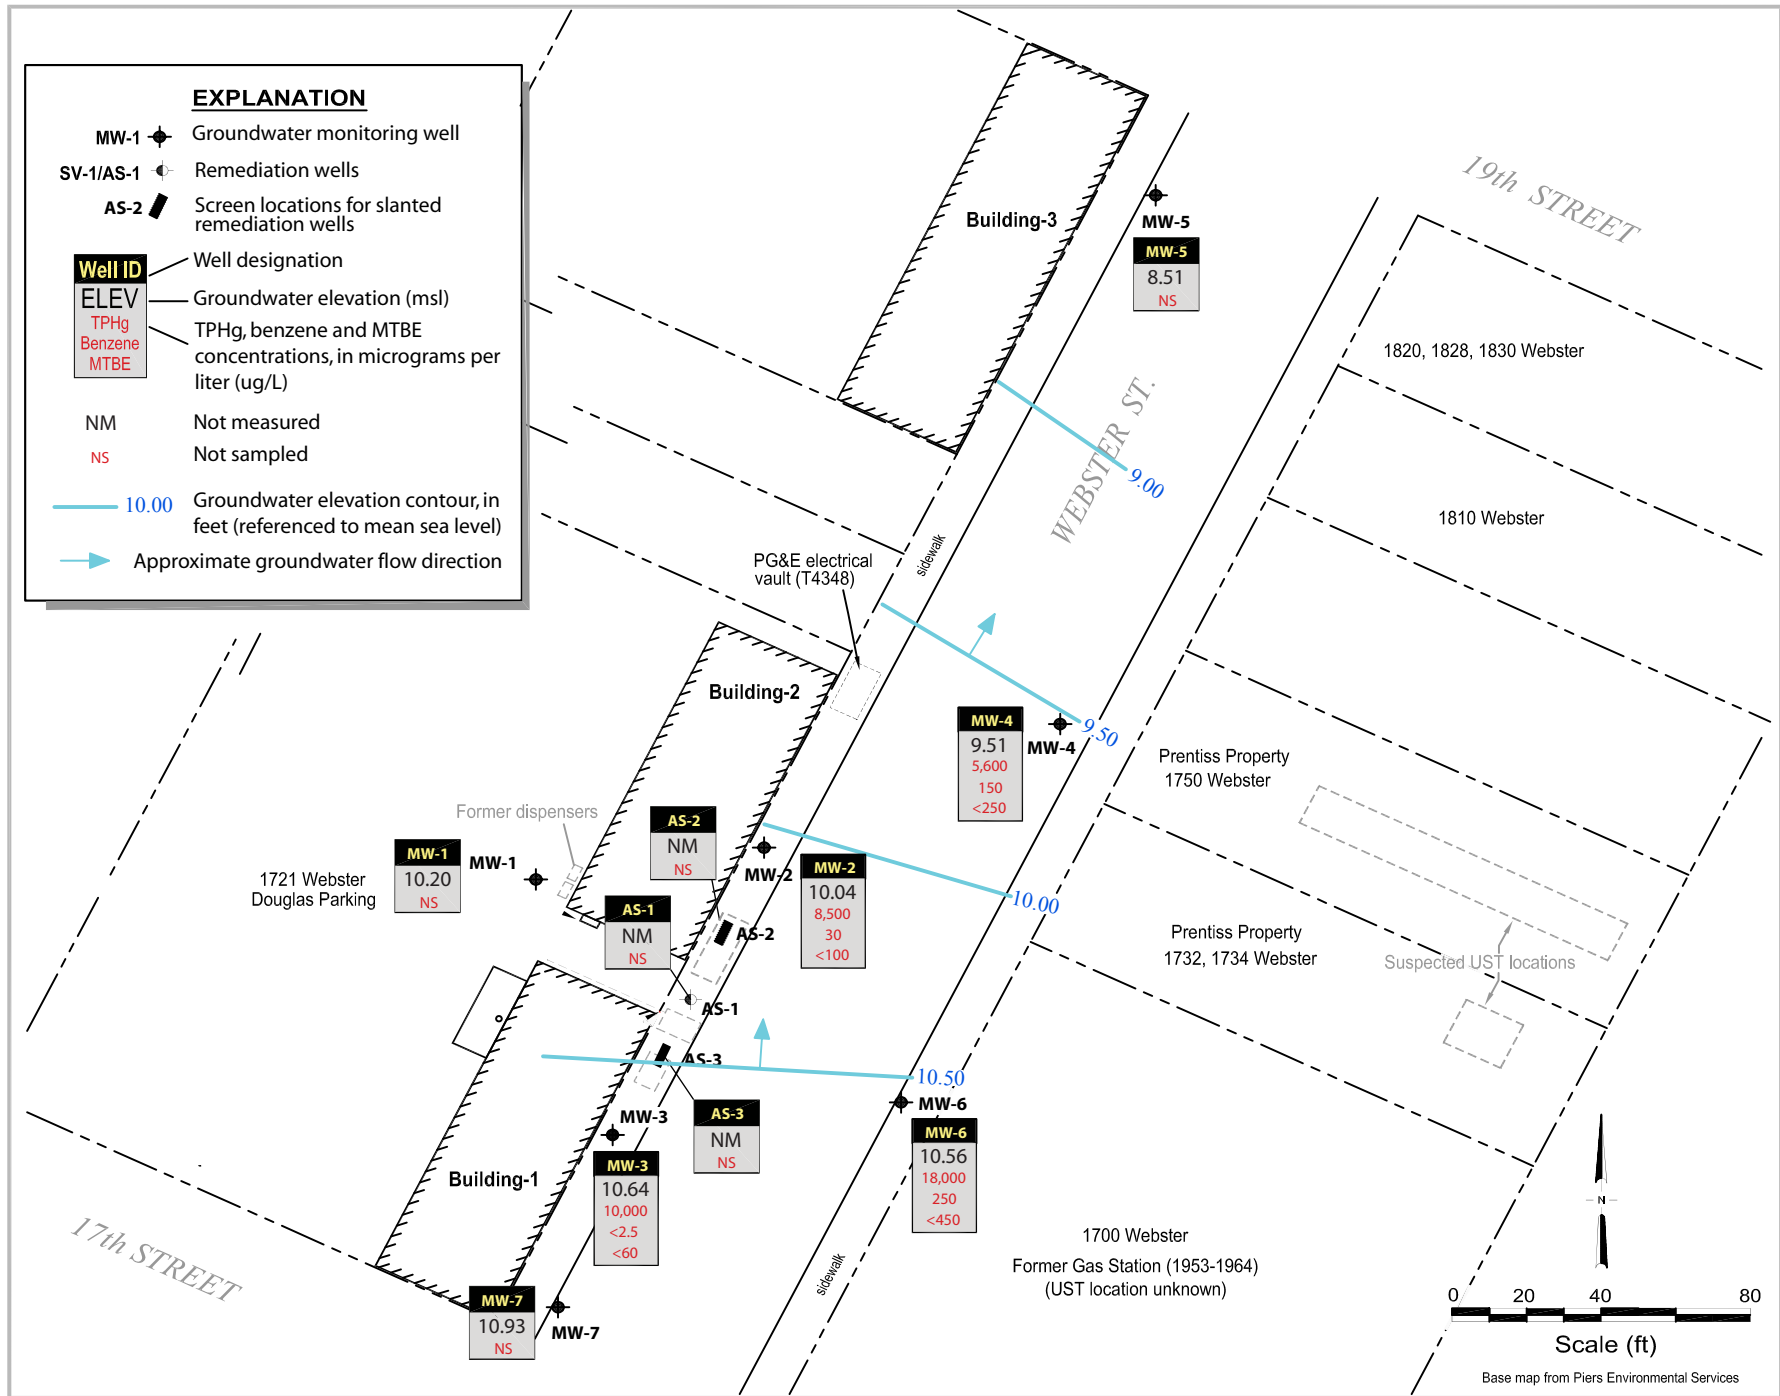 EXPLANATION
MW-1 Groundwater monitoring well
SV-1/AS-1 Remediation wells
AS-2 Screen locations for slanted
remediation wells
Well ID Well designation
ELEV Groundwater elevation (msl)
TPHg
Benzene
MTBE
TPHg, benzene and MTBE
concentrations, in micrograms per
liter (ug/L)
NM Not measured
NS Not sampled
10.00 Groundwater elevation contour, in
feet (referenced to mean sea level)
Approximate groundwater flow direction
Building-3
MW-5
MW-5
8.51
NS
19th STREET
1820, 1828, 1830 Webster
WEBSTER ST.
9.00
1810 Webster
sidewalk
PG&E electrical
vault (T4348)
Building-2
MW-4
9.51
5,600
150
<250
MW-4
9.50
Prentiss Property
1750 Webster
Former dispensers
AS-2
NM
NS
MW-1
10.20
NS
MW-1
1721 Webster
Douglas Parking
MW-2
MW-2
10.04
8,500
30
<100
10.00
AS-1
NM
NS
AS-2
Prentiss Property
1732, 1734 Webster
Suspected UST locations
AS-1
AS-3
10.50
MW-6
MW-6
10.56
18,000
250
<450
AS-3
NM
NS
MW-3
MW-3
10.64
10,000
<2.5
<60
Building-1
17th STREET
MW-7
10.93
NS
MW-7
sidewalk
1700 Webster
Former Gas Station (1953-1964)
(UST location unknown)
N
0 20 40 60 80
Scale (ft)
Base map from Piers Environmental Services